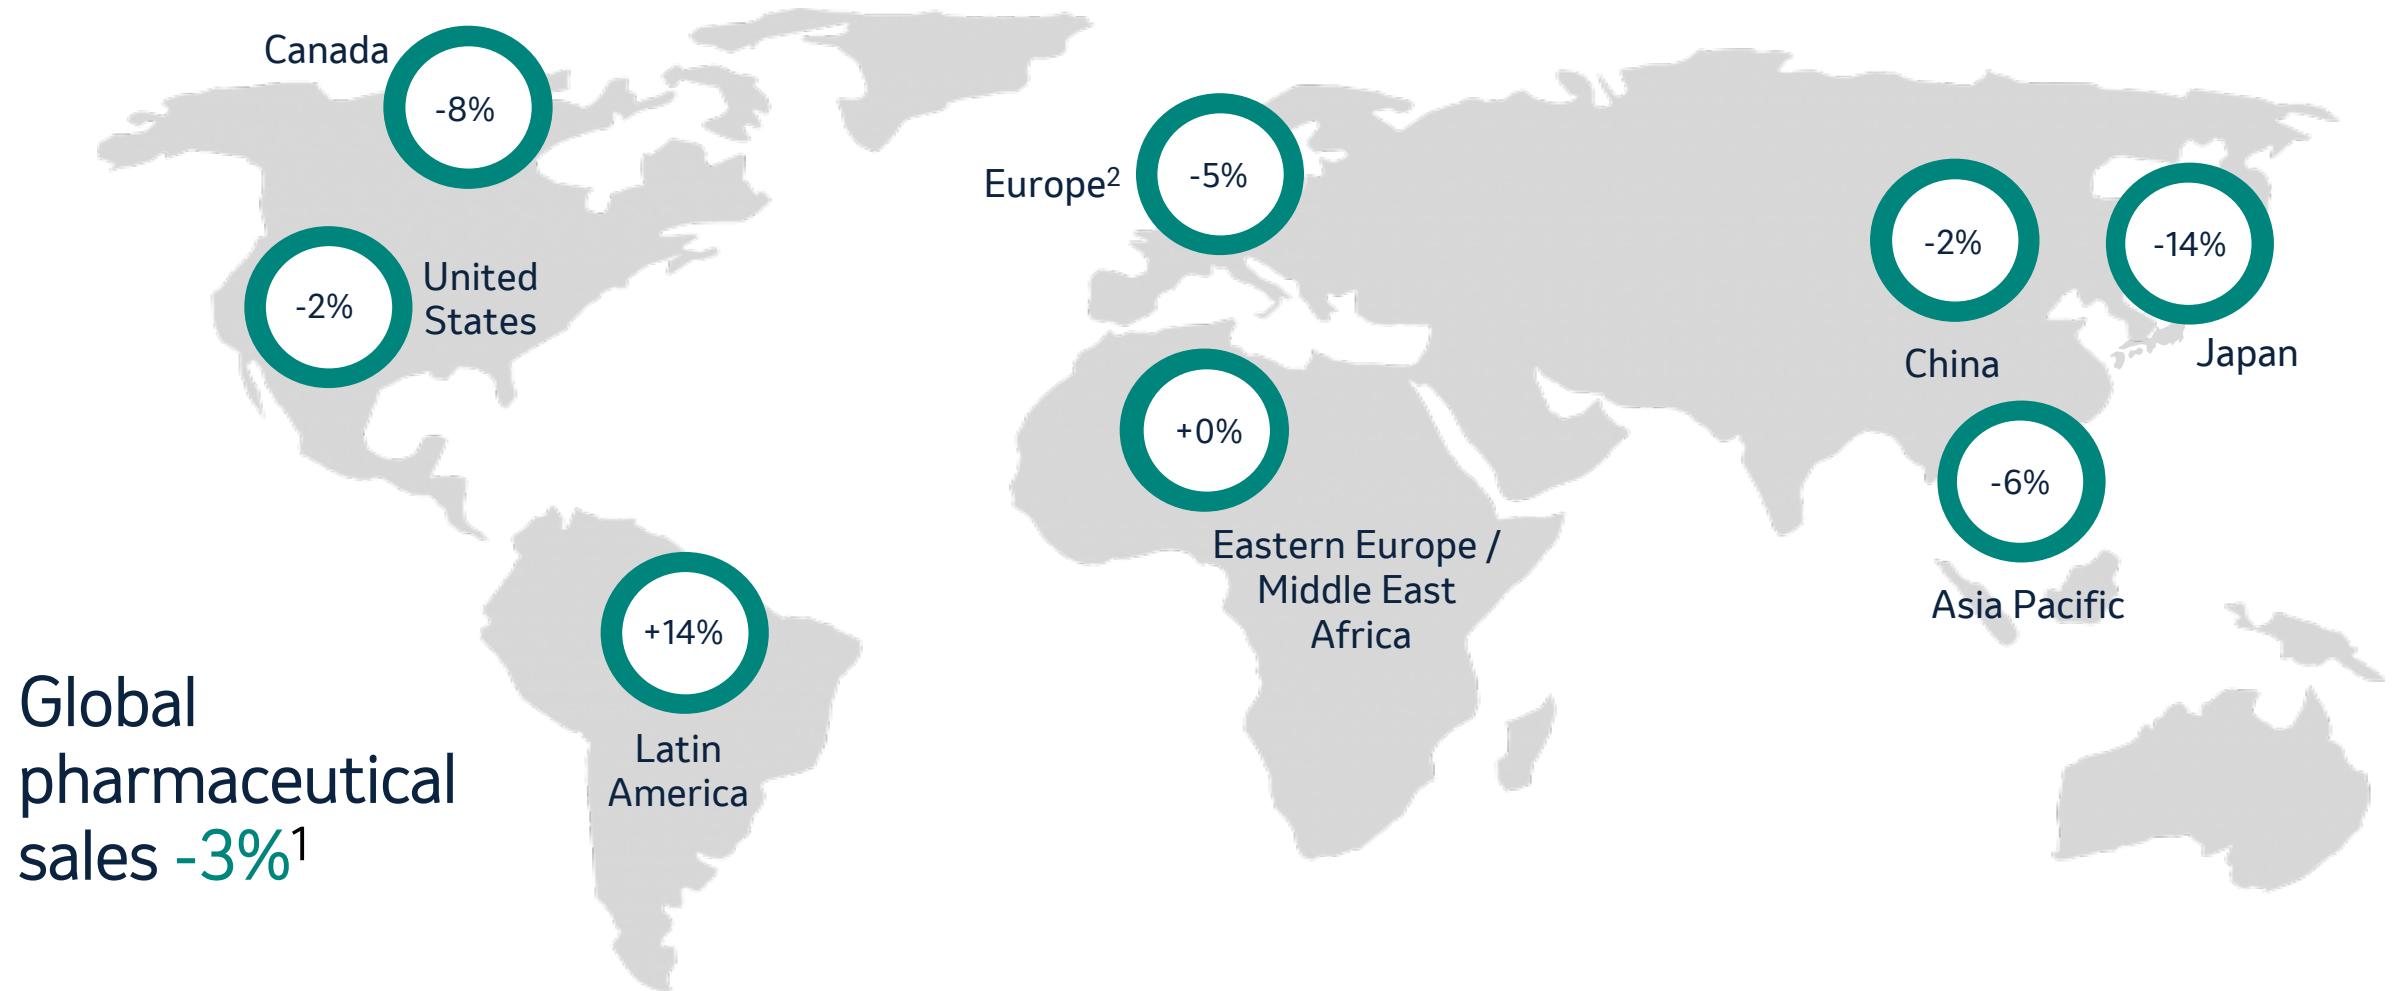 Canada
-8%
United
States
-2%
Europe²
-5%
+0%
Eastern Europe /
Middle East
Africa
-2%
China
-14%
Japan
-6%
Asia Pacific
+14%
Latin
America
Global
pharmaceutical
sales -3%¹